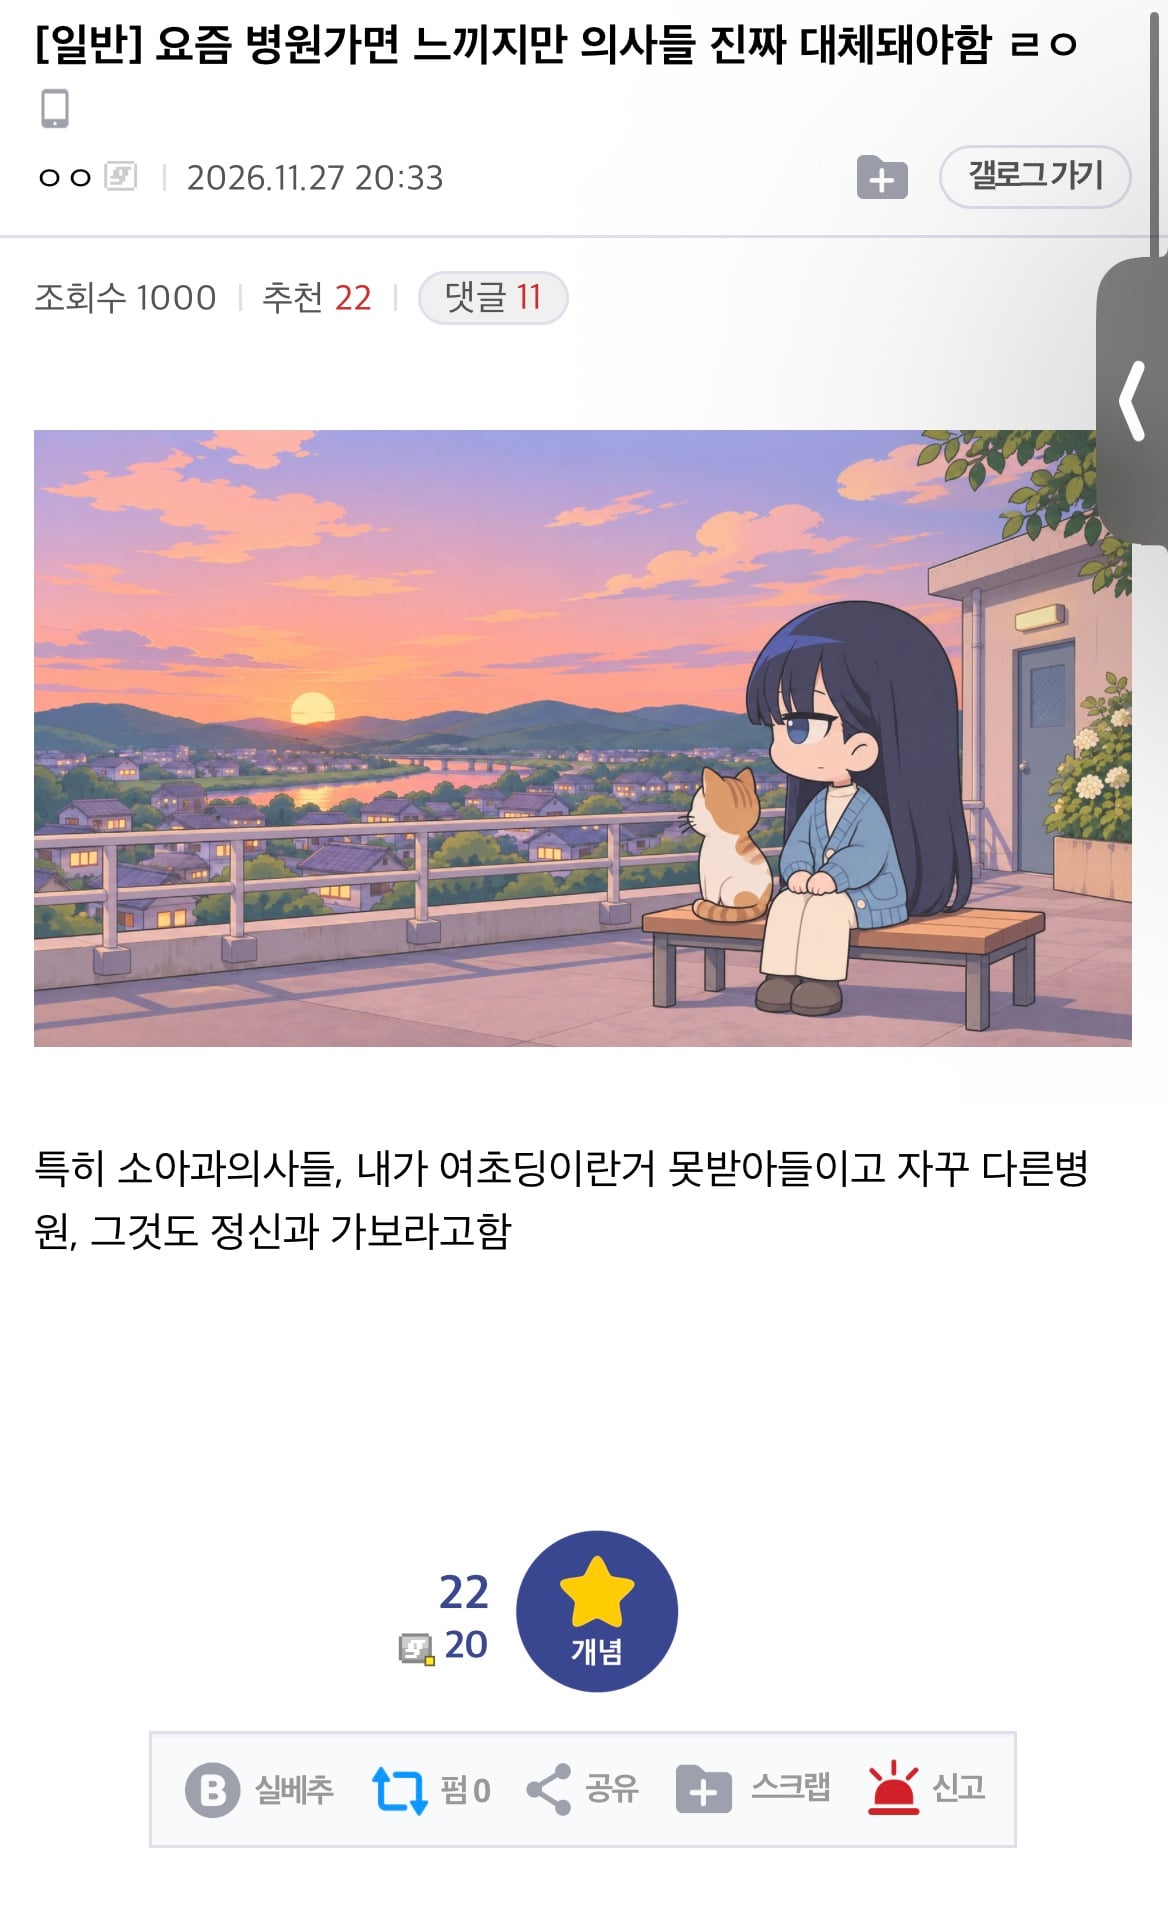 [일반] 요즘 병원가면 느끼지만 의사들 진짜 대체돼야함 ㄹㅇ
ㅇㅇ 2026.11.27 20:33 갤로그 가기
조회수 1000 추천 22 댓글 11
특히 소아과의사들, 내가 여초딩이란거 못받아들이고 자꾸 다른병
원, 그것도 정신과 가보라고함
22
20
개념
B 실베추 펌 0 공유 스크랩 신고